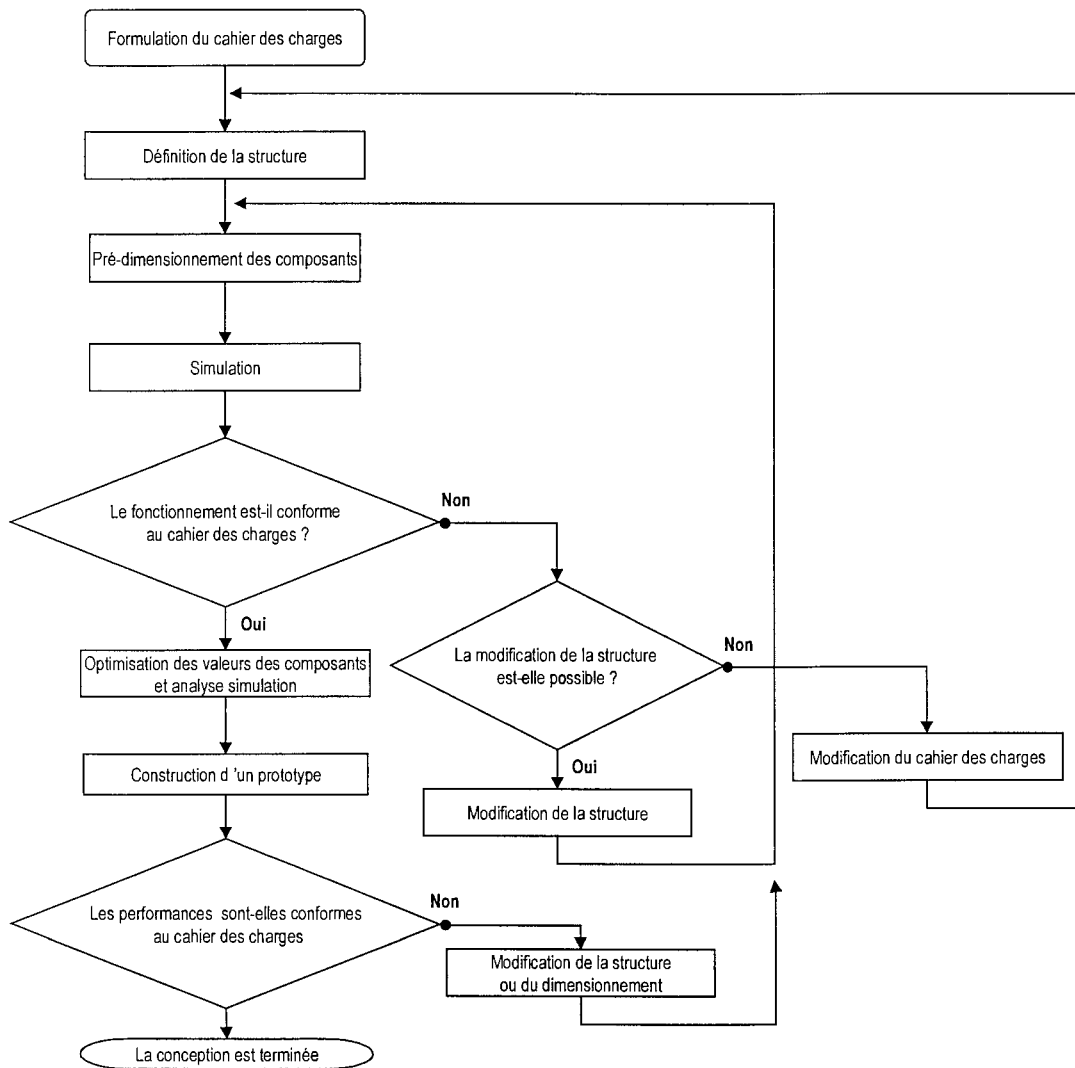 Formulation du cahier des charges
Définition de la structure
Pré-dimensionnement des composants
Simulation
Le fonctionnement est-il conforme
au cahier des charges ?
Non
Oui
Optimisation des valeurs des composants
et analyse simulation
La modification de la structure
est-elle possible ?
Non
Oui
Modification du cahier des charges
Construction d 'un prototype
Modification de la structure
Les performances sont-elles conformes
au cahier des charges
Non
Modification de la structure
ou du dimensionnement
La conception est terminée